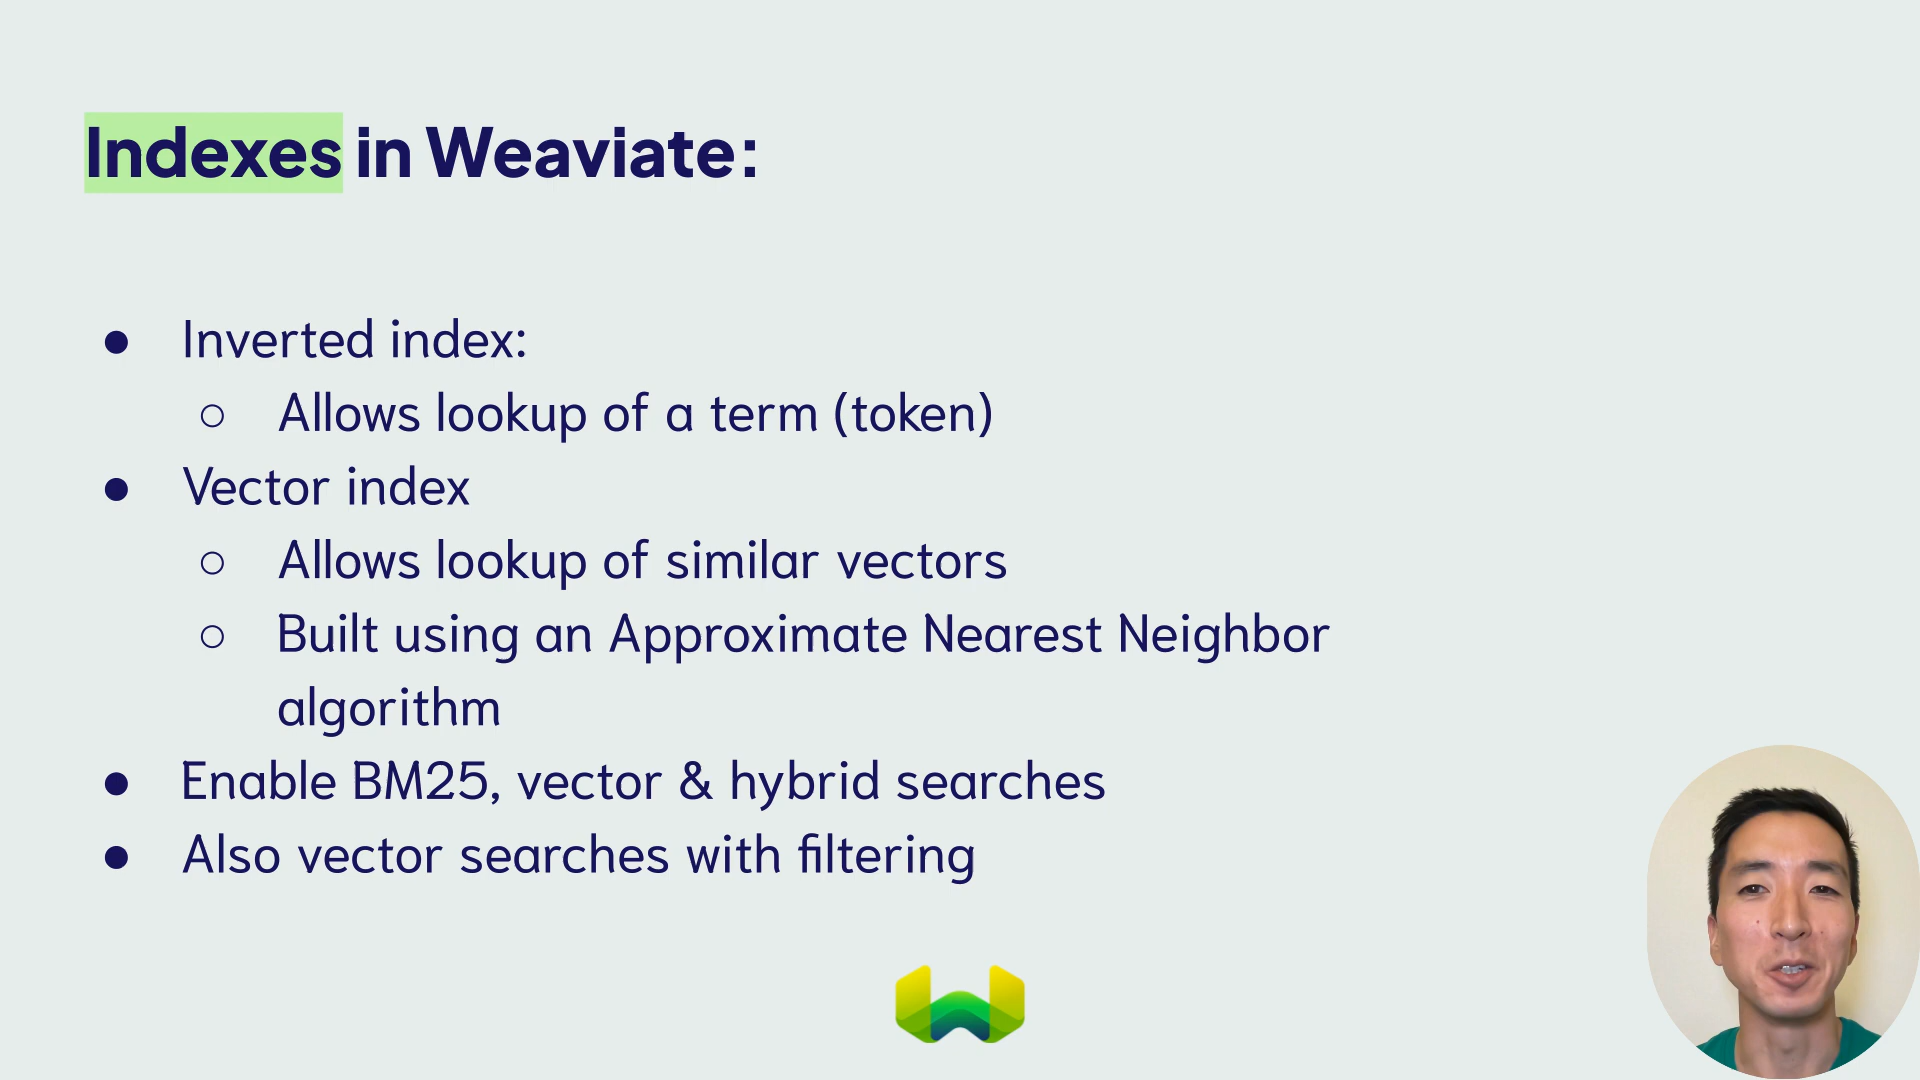 Indexes in Weaviate:
● Inverted index:
○ Allows lookup of a term (token)
● Vector index
○ Allows lookup of similar vectors
○ Built using an Approximate Nearest Neighbor
algorithm
● Enable BM25, vector & hybrid searches
● Also vector searches with filtering